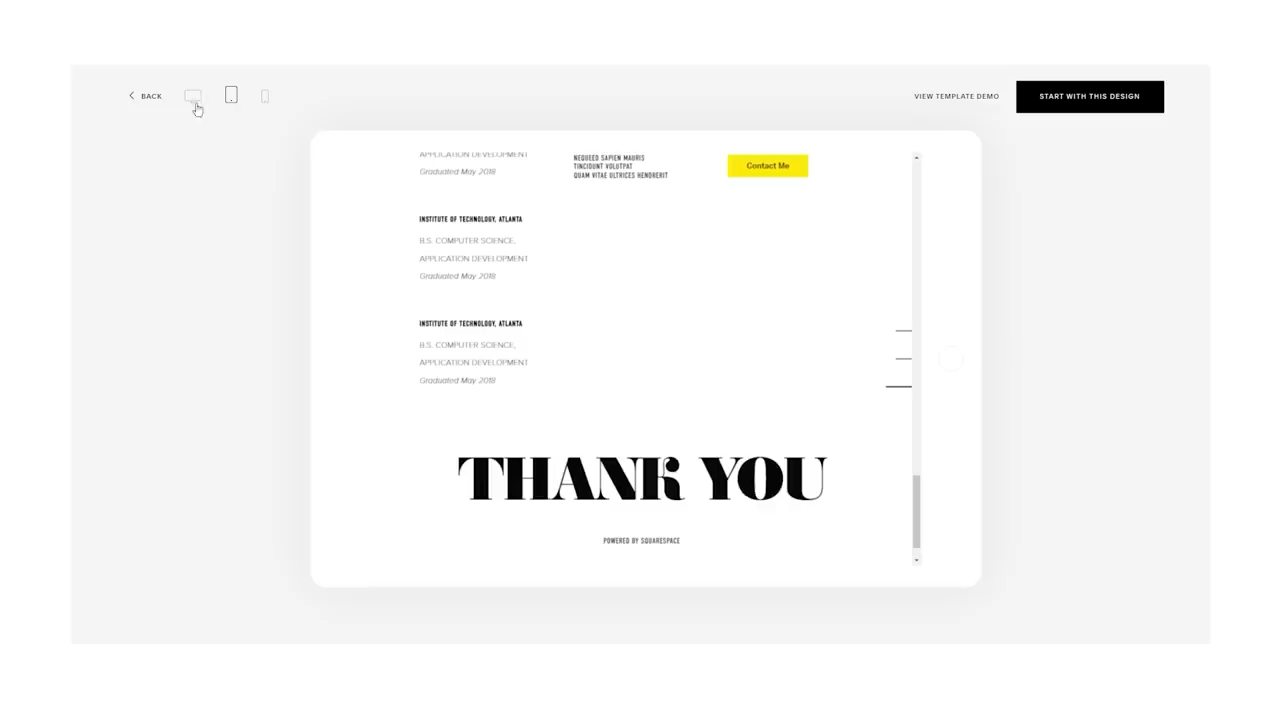 BACK
VIEW TEMPLATE DEMO
START WITH THIS DESIGN
APPLICATION DEVELOPMENT
Graduated May 2018
NEQUEED SAPIEN MAURIS
TINCIDUNT VOLUTPAT
QUAM VITAE ULTRICES HENDRERIT
Contact Me
INSTITUTE OF TECHNOLOGY, ATLANTA
B.S. COMPUTER SCIENCE,
APPLICATION DEVELOPMENT
Graduated May 2018
INSTITUTE OF TECHNOLOGY, ATLANTA
B.S. COMPUTER SCIENCE,
APPLICATION DEVELOPMENT
Graduated May 2018
THANK YOU
POWERED BY SQUARESPACE